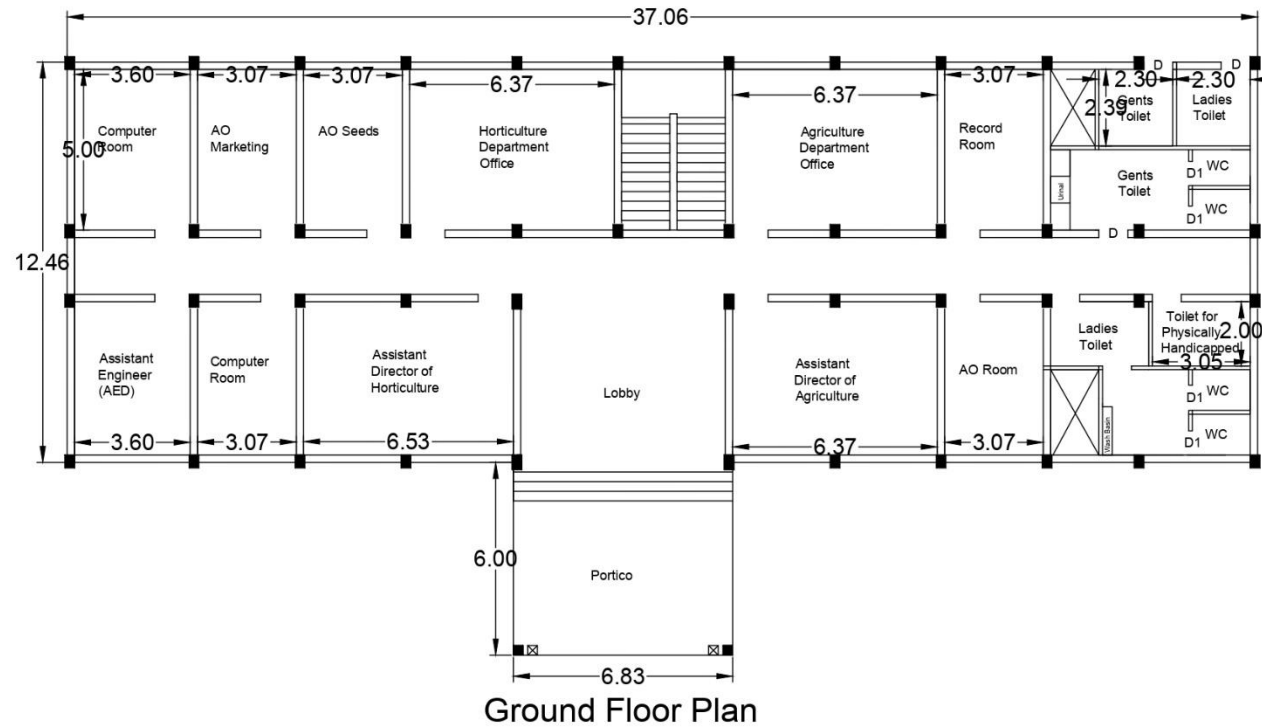 37.06
3.60
3.07
3.07
6.37
6.37
3.07
D
D
2.30
2.30
12.46
5.00
Computer
Room
AO
Marketing
AO Seeds
Horticulture
Department
Office
Agriculture
Department
Office
Record
Room
2.39
Gents
Toilet
Ladies
Toilet
Urinal
Gents
Toilet
D1
WC
D1
WC
D
Assistant
Engineer
(AED)
Computer
Room
Assistant
Director of
Horticulture
Lobby
Assistant
Director of
Agriculture
AO Room
Ladies
Toilet
Toilet for
Physically
Handicapped
2.00
3.05
Wash Basin
D1
WC
D1
WC
3.60
3.07
6.53
6.37
3.07
6.00
Portico
6.83
Ground Floor Plan